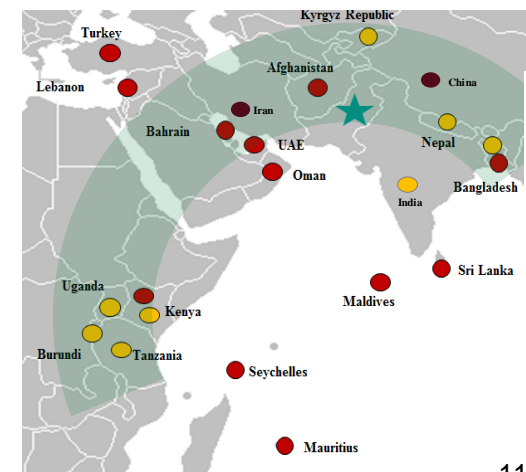 Kyrgyz Republic
Turkey
Afghanistan
China
Lebanon
Iran
Bahrain
UAE
Nepal
Oman
Bangladesh
India
Sri Lanka
Maldives
Uganda
Kenya
Burundi
Tanzania
Seychelles
Mauritius
11